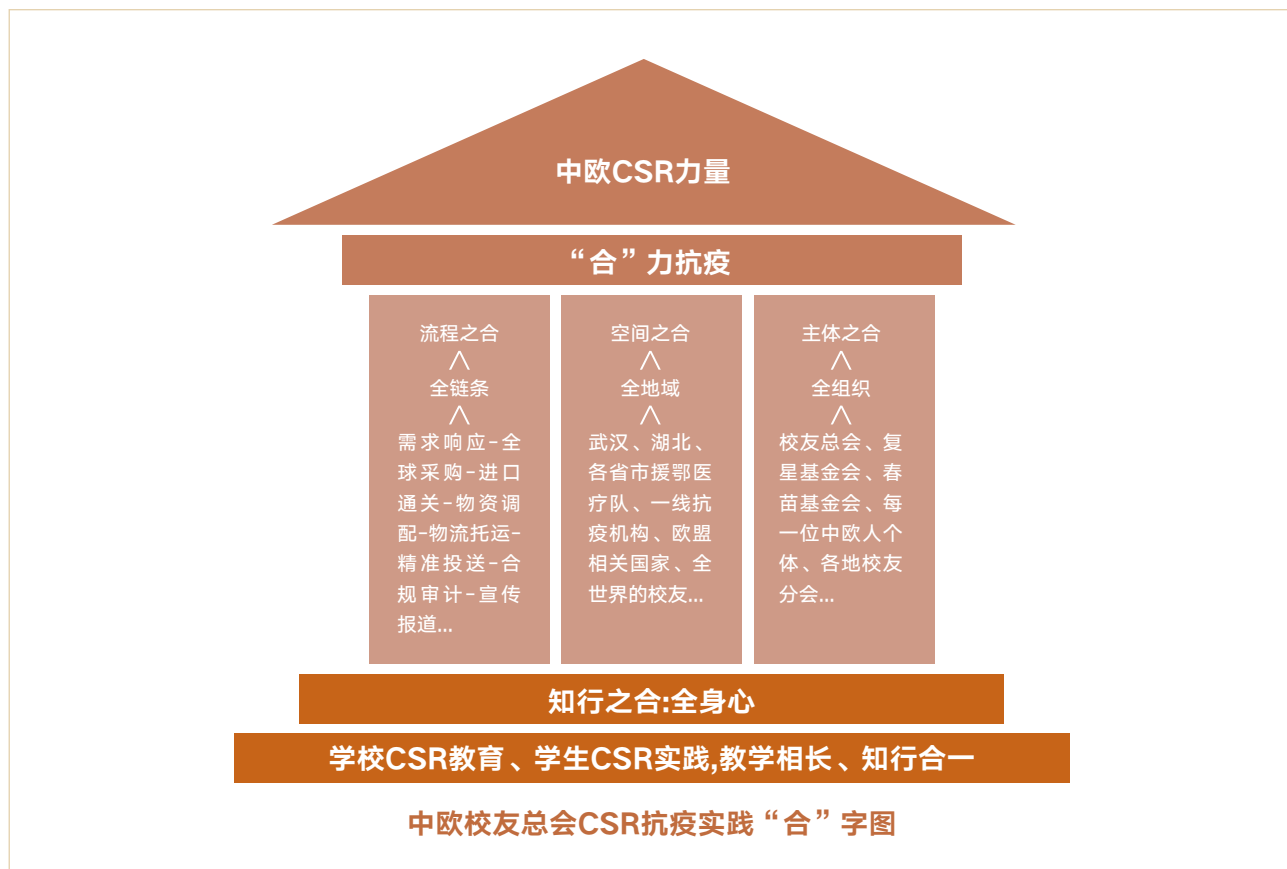 中欧CSR力量
“合”力抗疫
流程之合
∧
全链条
∧
需求响应-全
球采购-进口
通关-物资调
配-物流托运-
精准投送-合
规审计-宣传
报道...
空间之合
∧
全地域
∧
武汉、湖北、
各省市援鄂医
疗队、一线抗
疫机构、欧盟
相关国家、全
世界的校友...
主体之合
∧
全组织
∧
校友总会、复
星基金会、春
苗基金会、每
一位中欧人个
体、各地校友
分会...
知行之合:全身心
学校CSR教育、学生CSR实践,教学相长、知行合一
中欧校友总会CSR抗疫实践“合”字图